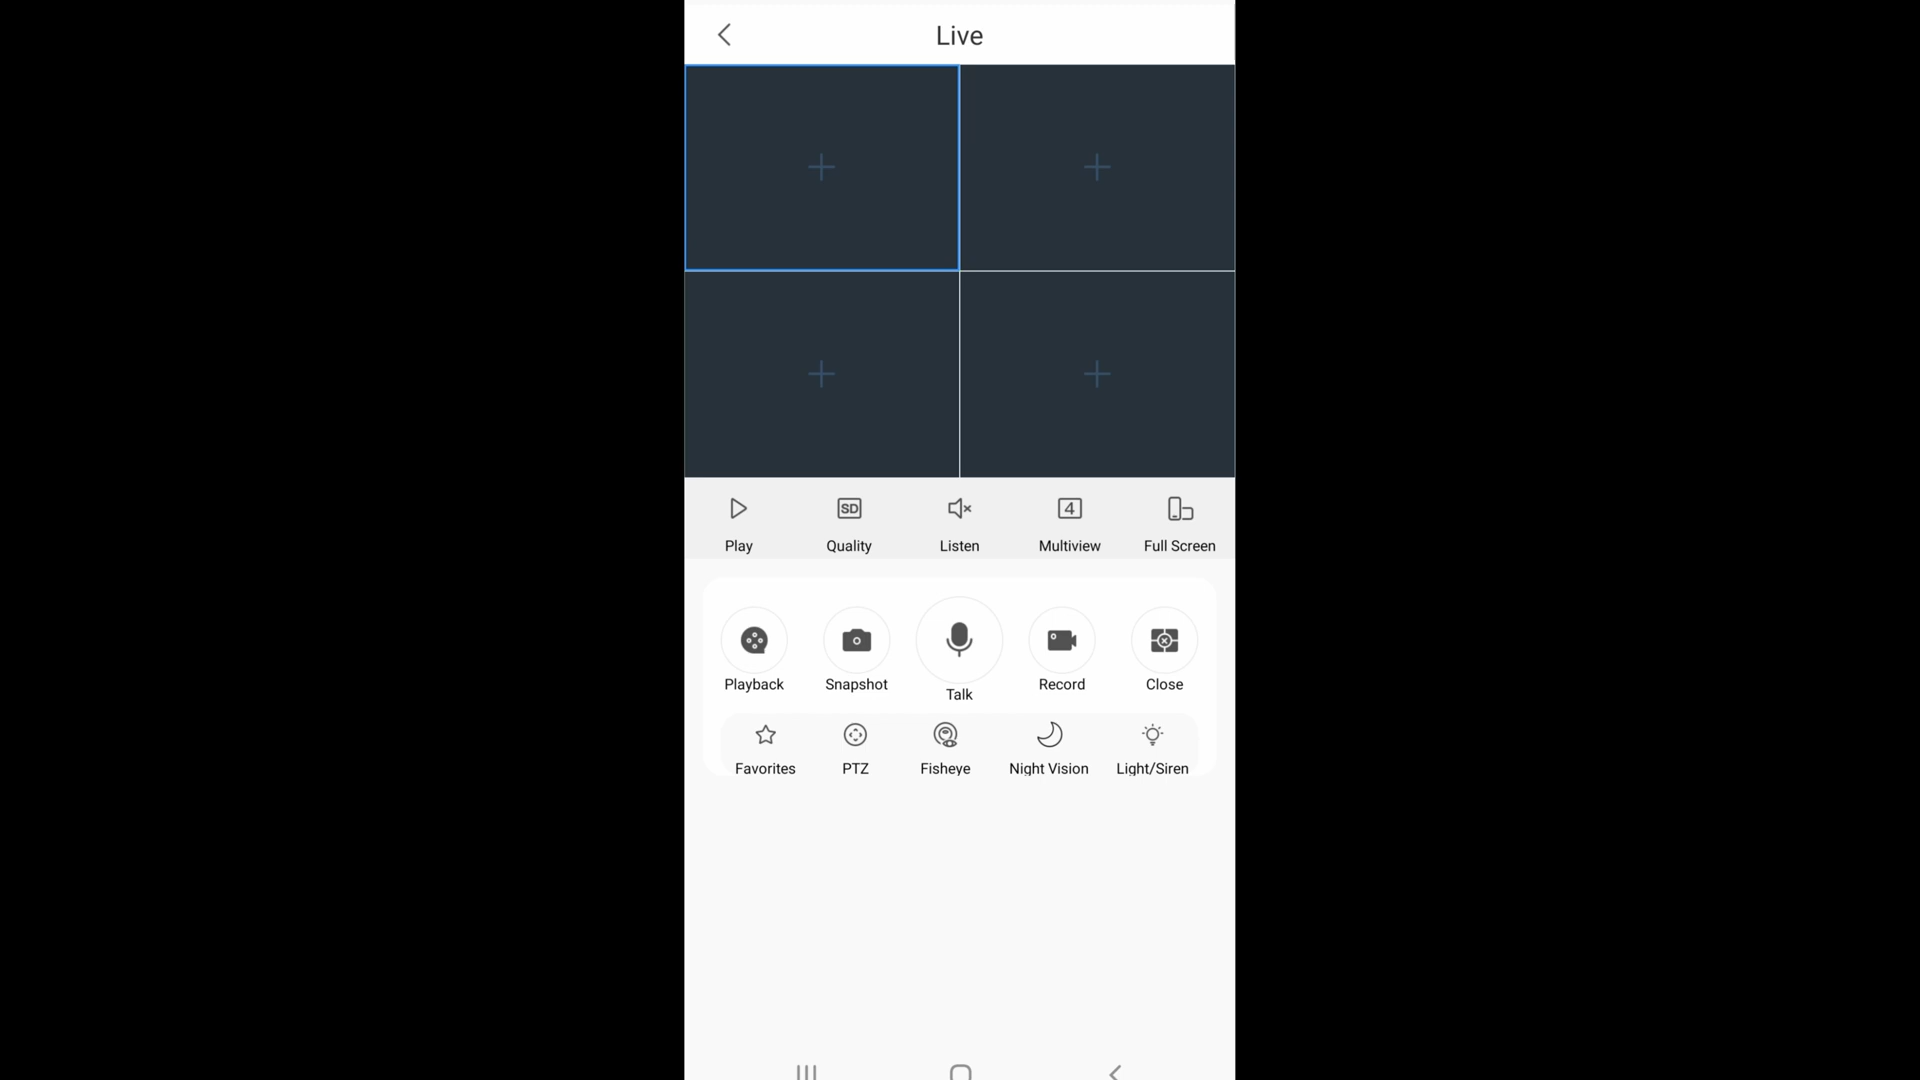 Live
SD
4
Play
Quality
Listen
Multiview
Full Screen
Playback
Snapshot
Talk
Record
Close
Favorites
PTZ
Fisheye
Night Vision
Light/Siren